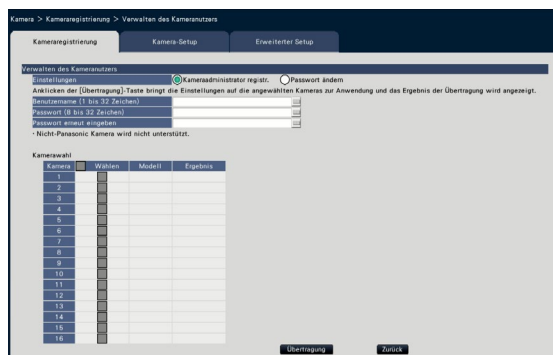 Kamera > Kameraregistrierung > Verwalten des Kameranutzers
Kameraregistrierung Kamera-Setup Erweiterter Setup
Verwalten des Kameranutzers
Einstellungen Kameraadministrator registr. Passwort ändern
Anklicken der [Übertragung]-Taste bringt die Einstellungen auf die angewählten Kameras zur Anwendung und das Ergebnis der Übertragung wird angezeigt.
Benutzername (1 bis 32 Zeichen)
Passwort (8 bis 32 Zeichen)
Passwort erneut eingeben
· Nicht-Panasonic Kamera wird nicht unterstützt.
Kamerawahl
Kamera Wählen Modell Ergebnis
1
2
3
4
5
6
7
8
9
10
11
12
13
14
15
16
Übertragung Zurück